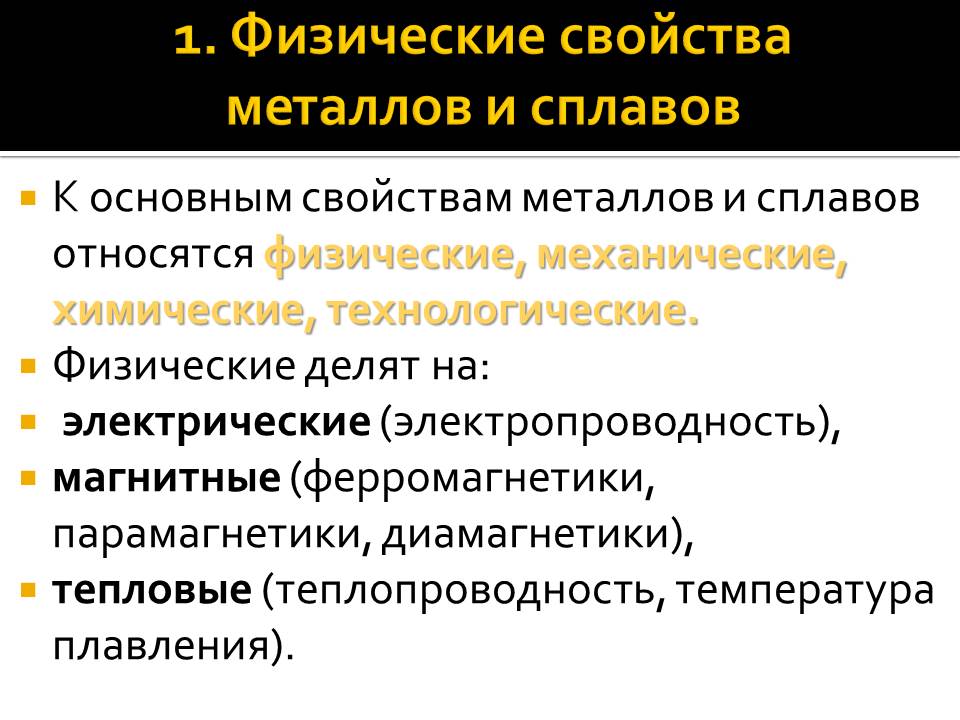 1. Физические свойства
металлов и сплавов
К основным свойствам металлов и сплавов
относятся физические, механические,
химические, технологические.
Физические делят на:
электрические (электропроводность),
магнитные (ферромагнетики,
парамагнетики, диамагнетики),
тепловые (теплопроводность, температура
плавления).